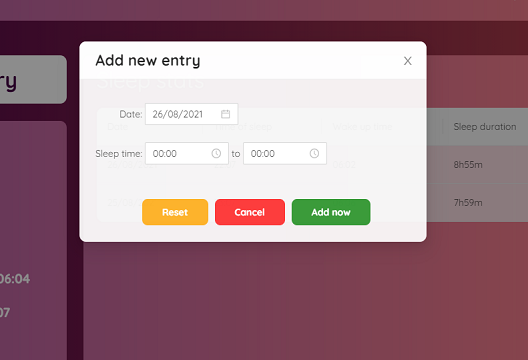 Add new entry
X
ry
Sleep stats
Date: 26/08/2021
Sleep duration
Sleep time: 00:00 to 00:00
8h55m
7h59m
Reset Cancel Add now
06:04
07